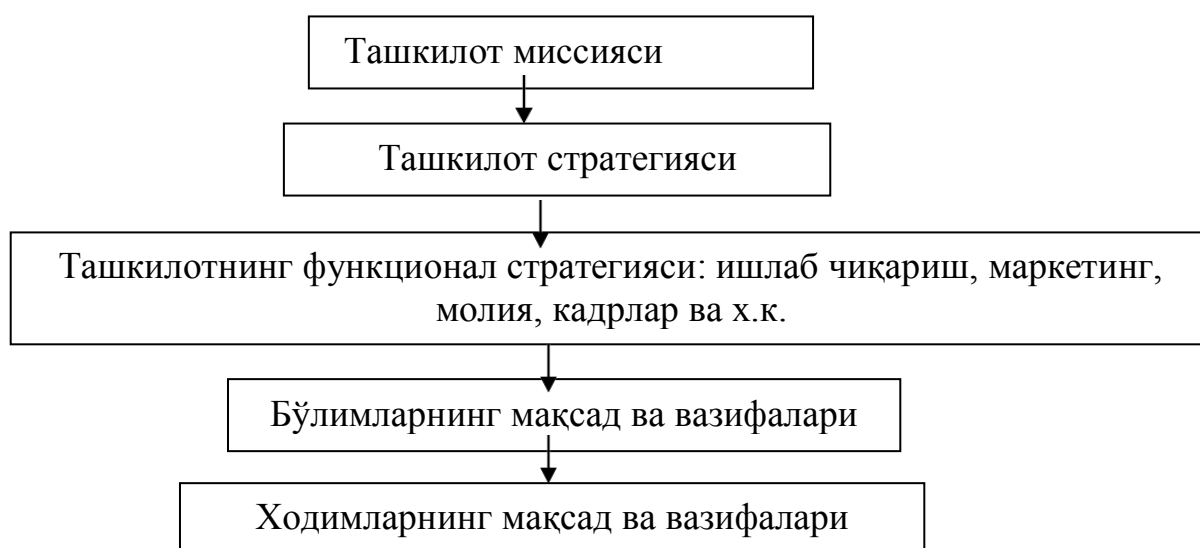 Ташкилот миссияси
Ташкилот стратегияси
Ташкилотнинг функционал стратегияси: ишлаб чиқариш, маркетинг,
молия, кадрлар ва х.к.
Бўлимларнинг мақсад ва вазифалари
Ходимларнинг мақсад ва вазифалари